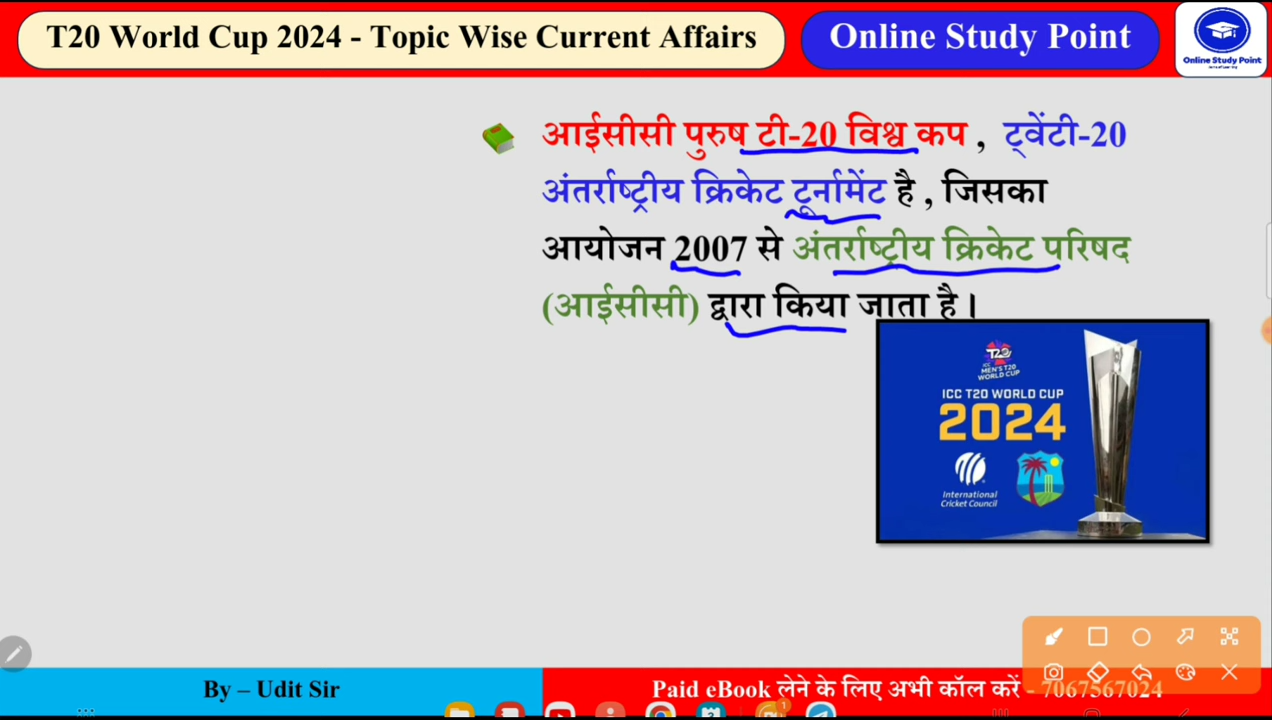 T20 World Cup 2024 - Topic Wise Current Affairs
Online Study Point
Online Study Point
आईसीसी पुरुष टी-20 विश्व कप , ट्वेंटी-20
अंतर्राष्ट्रीय क्रिकेट टूर्नामेंट है , जिसका
आयोजन 2007 से अंतर्राष्ट्रीय क्रिकेट परिषद
(आईसीसी) द्वारा किया जाता है ।
T20
ICC
MEN'S T20
WORLD CUP
ICC T20 WORLD CUP
2024
International
Cricket Council
By – Udit Sir
Paid eBook लेने के लिए अभी कॉल करें - 7067567024